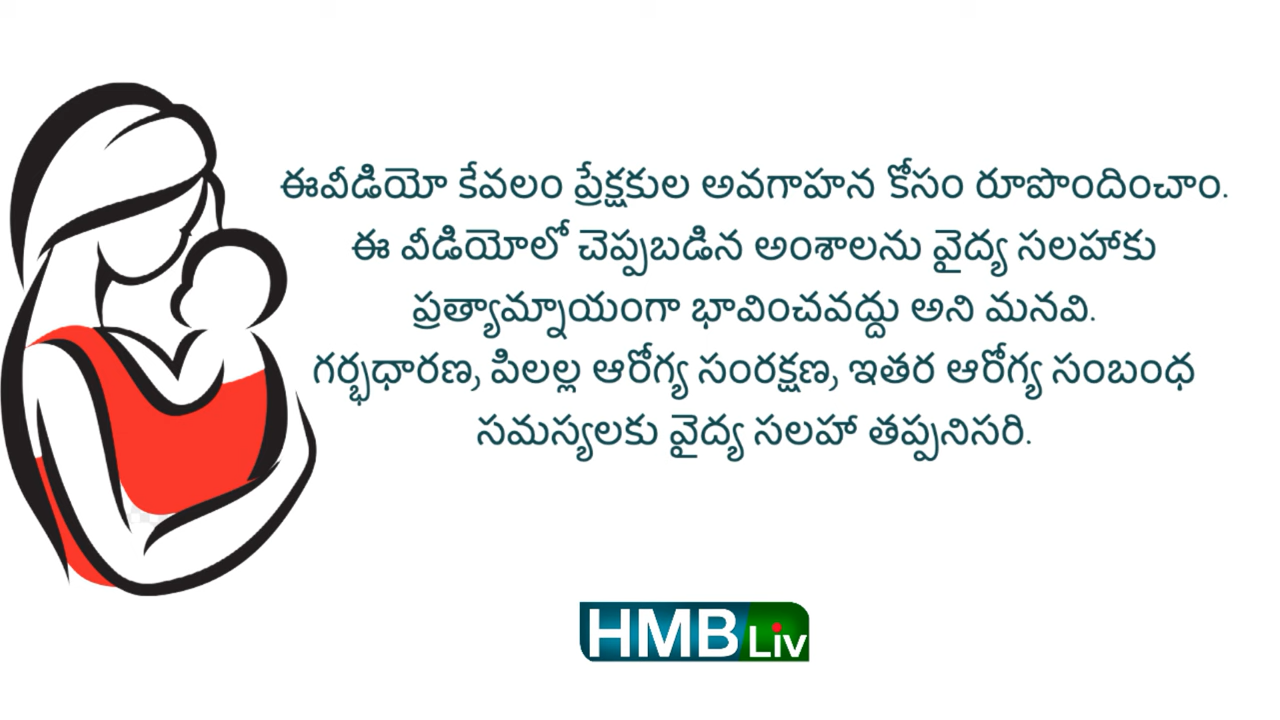 ఈవీడియో కేవలం ప్రేక్షకుల అవగాహన కోసం రూపొందించాం.
ఈ వీడియోలో చెప్పబడిన అంశాలను వైద్య సలహాకు
ప్రత్యామ్నాయంగా భావించవద్దు అని మనవి.
గర్భధారణ, పిలల్ల ఆరోగ్య సంరక్షణ, ఇతర ఆరోగ్య సంబంధ
సమస్యలకు వైద్య సలహా తప్పనిసరి.
HMB Liv